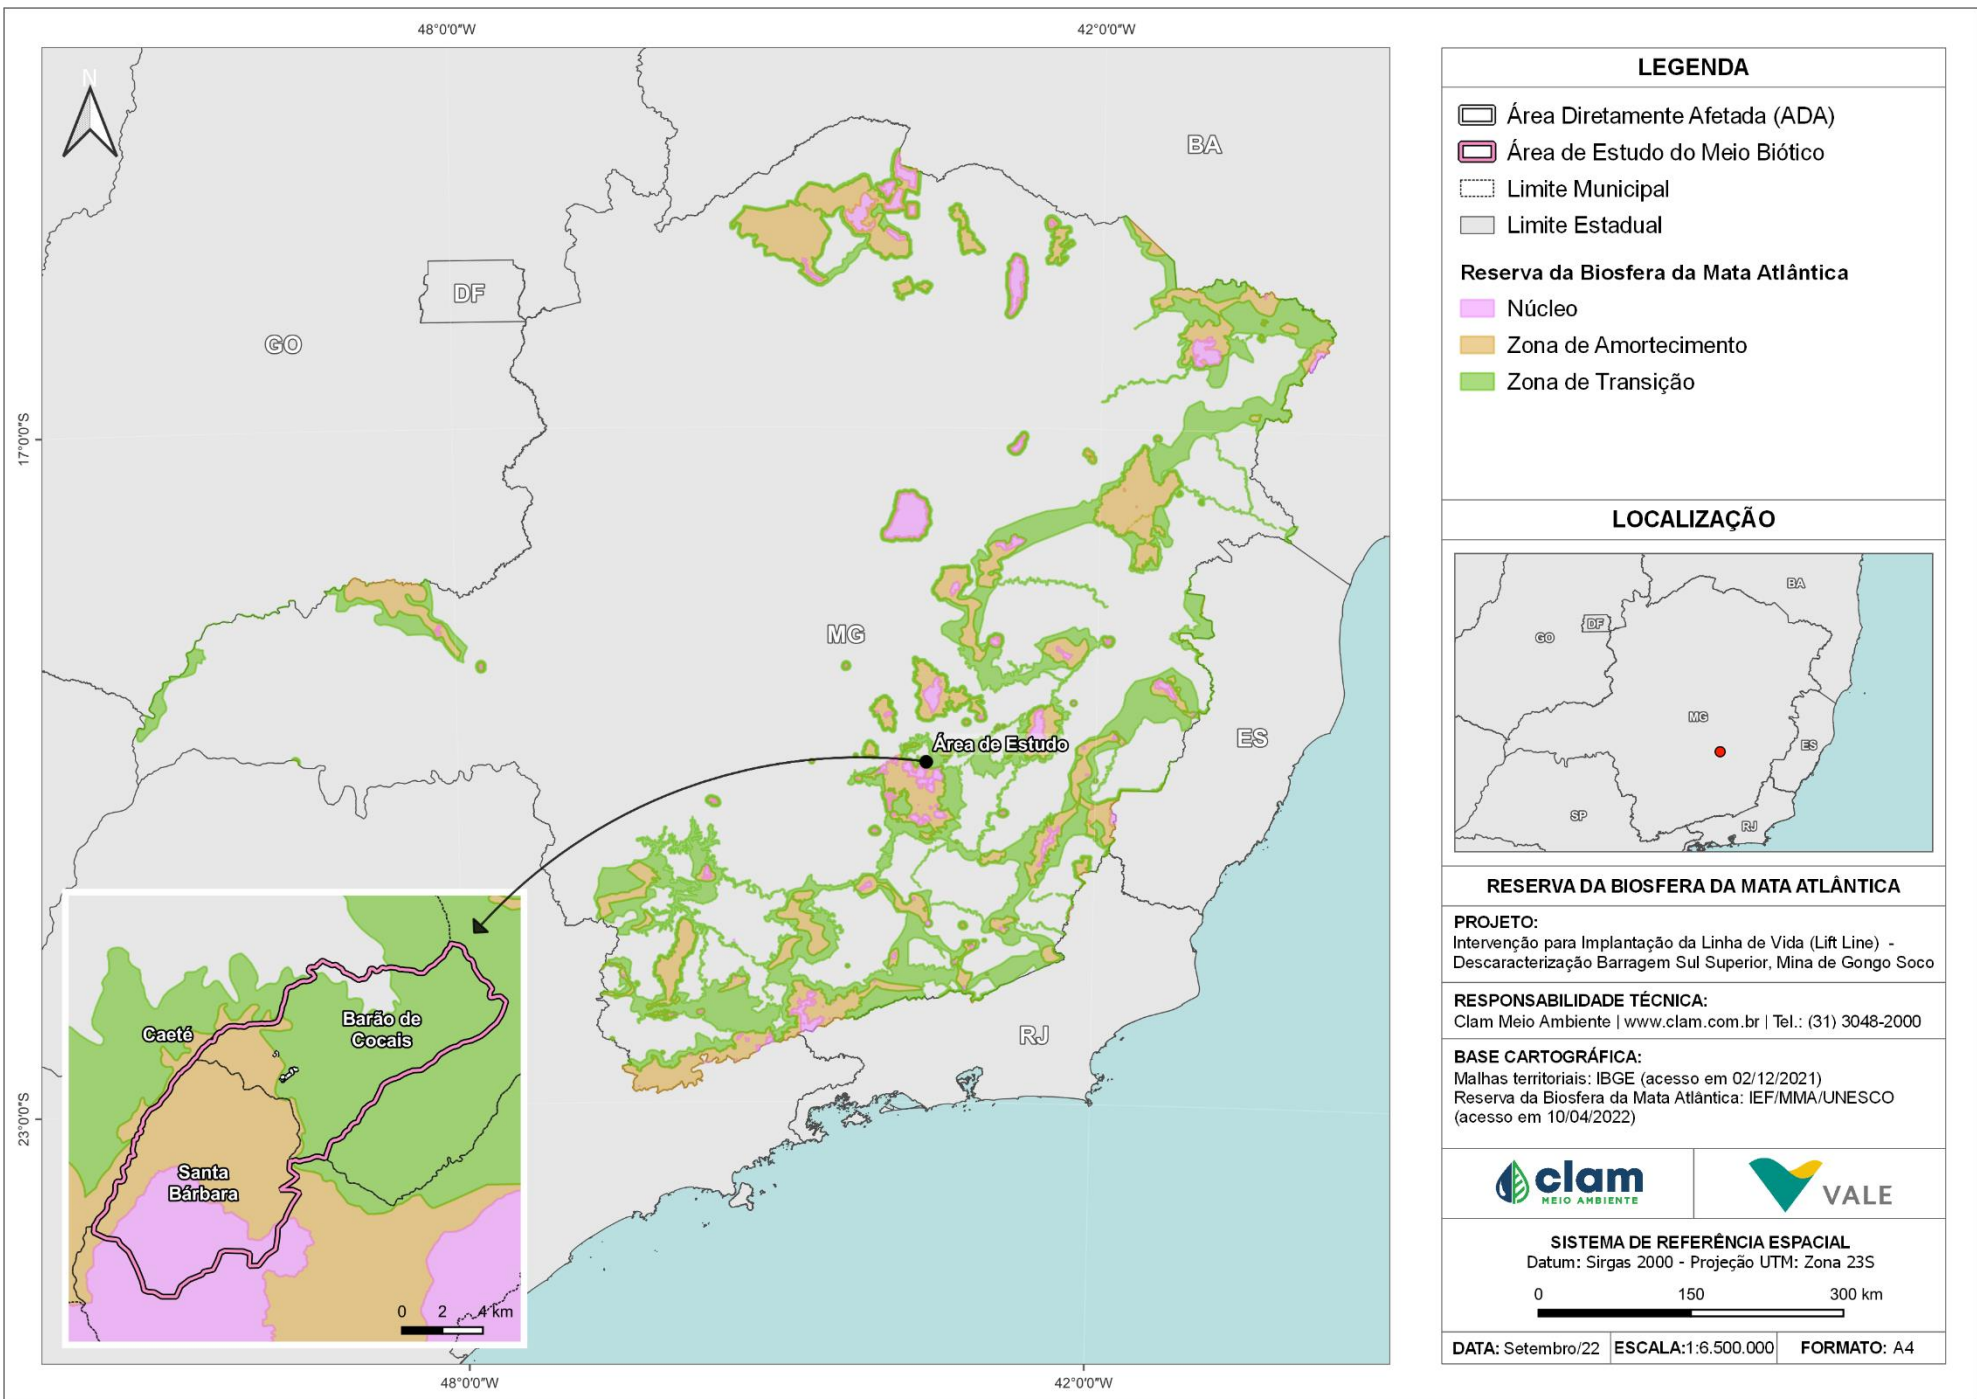 48°0'0"W
42°0'0"W
N
BA
DF
GO
17°0'0"S
MG
Área de Estudo
ES
Caeté
Barão de
Cocais
Santa
Bárbara
0 2 4 km
RJ
23°0'0"S
48°0'0"W
42°0'0"W
LEGENDA
Área Diretamente Afetada (ADA)
Área de Estudo do Meio Biótico
Limite Municipal
Limite Estadual
Reserva da Biosfera da Mata Atlântica
Núcleo
Zona de Amortecimento
Zona de Transição
LOCALIZAÇÃO
BA
DF
GO
MG
ES
SP
RJ
RESERVA DA BIOSFERA DA MATA ATLÂNTICA
PROJETO:
Intervenção para Implantação da Linha de Vida (Lift Line) -
Descaracterização Barragem Sul Superior, Mina de Gongo Soco
RESPONSABILIDADE TÉCNICA:
Clam Meio Ambiente | www.clam.com.br | Tel.: (31) 3048-2000
BASE CARTOGRÁFICA:
Malhas territoriais: IBGE (acesso em 02/12/2021)
Reserva da Biosfera da Mata Atlântica: IEF/MMA/UNESCO
(acesso em 10/04/2022)
clam
MEIO AMBIENTE
VALE
SISTEMA DE REFERÊNCIA ESPACIAL
Datum: Sirgas 2000 - Projeção UTM: Zona 23S
0 150 300 km
DATA: Setembro/22 ESCALA:1:6.500.000 FORMATO: A4